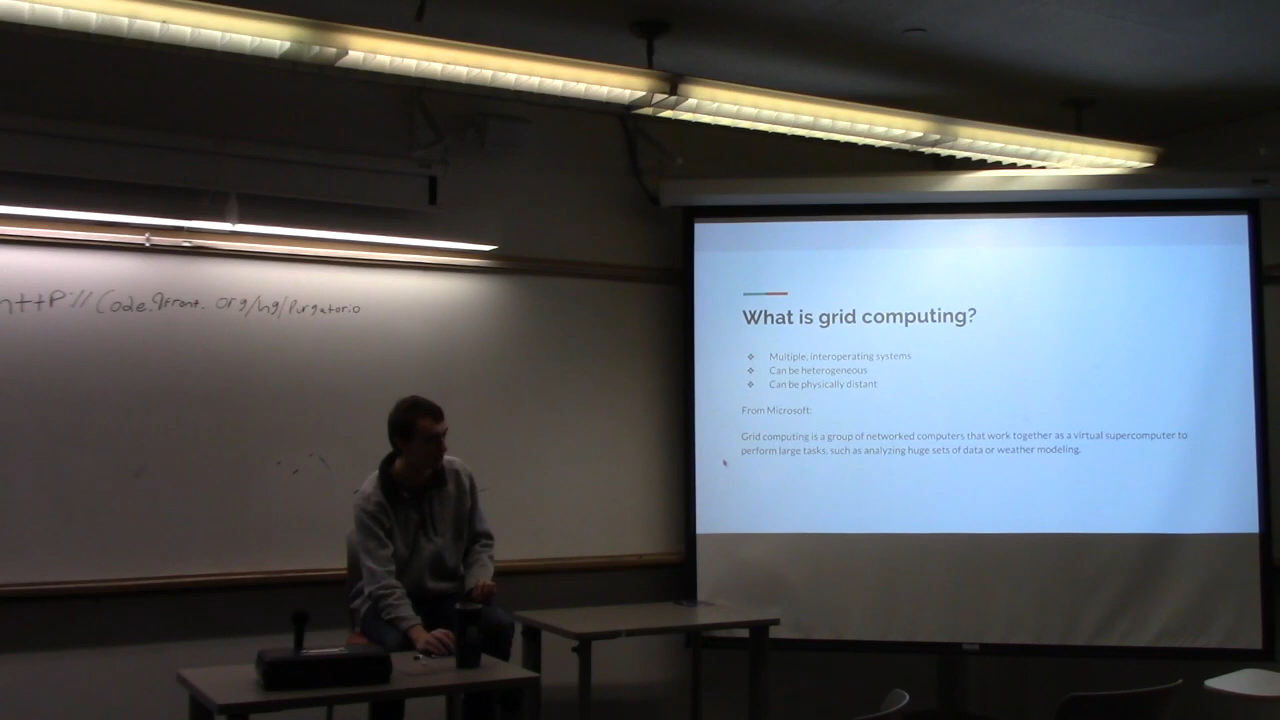 http://Code.9front.org/hg/Purgatorio
What is grid computing?
❖ Multiple, interoperating systems
❖ Can be heterogeneous
❖ Can be physically distant
From Microsoft:
Grid computing is a group of networked computers that work together as a virtual supercomputer to
perform large tasks, such as analyzing huge sets of data or weather modeling.